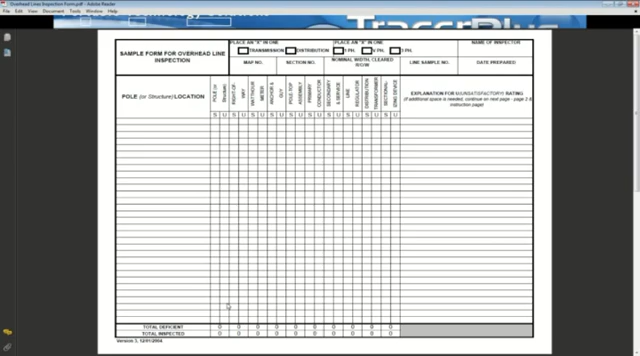 Overhead Lines Inspection Form.pdf - Adobe Reader
File Edit View Document Tools Window Help
TracerPlus
PLACE AN "X" IN ONE
PLACE AN "X" IN ONE
NAME OF INSPECTOR
SAMPLE FORM FOR OVERHEAD LINE INSPECTION
TRANSMISSION
DISTRIBUTION
1 PH.
V PH.
3 PH.
MAP NO.
SECTION NO.
NOMINAL WIDTH, CLEARED R/O/W
LINE SAMPLE NO.
DATE PREPARED
POLE (or Structure) LOCATION
POLE (or Structure)
RIGHT-OF-WAY
WATTHOUR METER
ANCHOR & GUY
POLE-TOP ASSEMBLY
PRIMARY CONDUCTOR
SECONDARY & SERVICE
LINE REGULATOR
DISTRIBUTION TRANSFORMER
SECTIONALIZING DEVICE
EXPLANATION FOR U(UNSATISFACTORY) RATING
(If additional space is needed, continue on next page - page 2 &
instruction page)
S U S U S U S U S U S U S U S U S U S U
TOTAL DEFICIENT 0 0 0 0 0 0 0 0 0 0
TOTAL INSPECTED 0 0 0 0 0 0 0 0 0 0
Version 3, 12/01/2004